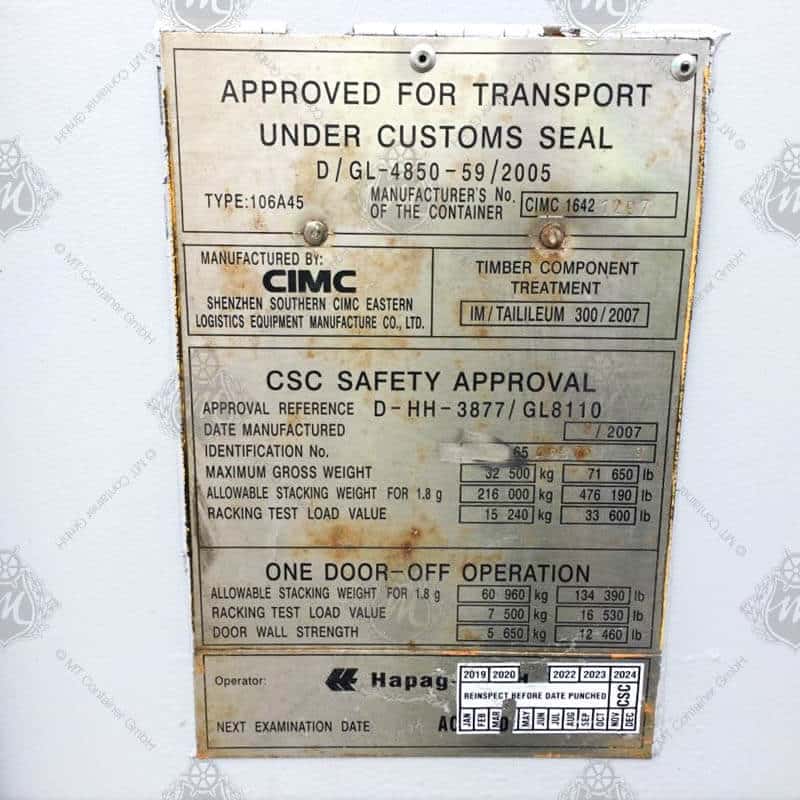 APPROVED FOR TRANSPORT
UNDER CUSTOMS SEAL
D/GL-4850-59/2005
TYPE:106A45
MANUFACTURER'S No.
OF THE CONTAINER
CIMC 1642
MANUFACTURED BY:
CIMC
SHENZHEN SOUTHERN CIMC EASTERN
LOGISTICS EQUIPMENT MANUFACTURE CO., LTD.
TIMBER COMPONENT
TREATMENT
IM/TAILILEUM 300/2007
CSC SAFETY APPROVAL
APPROVAL REFERENCE D-HH-3877/GL8110
DATE MANUFACTURED /2007
IDENTIFICATION No. 65
MAXIMUM GROSS WEIGHT 32 500 kg 71 650 lb
ALLOWABLE STACKING WEIGHT FOR 1.8 g 216 000 kg 476 190 lb
RACKING TEST LOAD VALUE 15 240 kg 33 600 lb
ONE DOOR-OFF OPERATION
ALLOWABLE STACKING WEIGHT FOR 1.8 g 60 960 kg 134 390 lb
RACKING TEST LOAD VALUE 7 500 kg 16 530 lb
DOOR WALL STRENGTH 5 650 kg 12 460 lb
Operator: Hapag-
2019 2020 2022 2023 2024
REINSPECT BEFORE DATE PUNCHED
CSC
JAN FEB MAR MAY JUN JUL AUG SEP OCT NOV DEC
NEXT EXAMINATION DATE
© MT Container GmbH